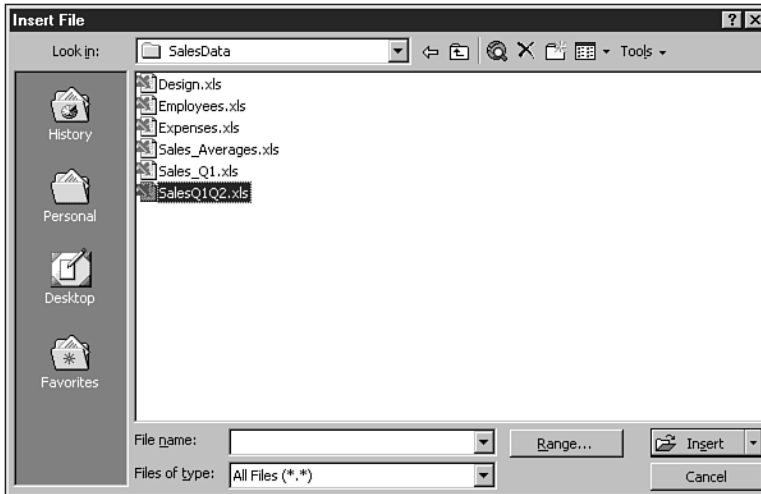 Insert File
Look in:
SalesData
Tools
History
Personal
Desktop
Favorites
Design.xls
Employees.xls
Expenses.xls
Sales_Averages.xls
Sales_Q1.xls
SalesQ1Q2.xls
File name:
Range...
Insert
Files of type:
All Files (*.*)
Cancel